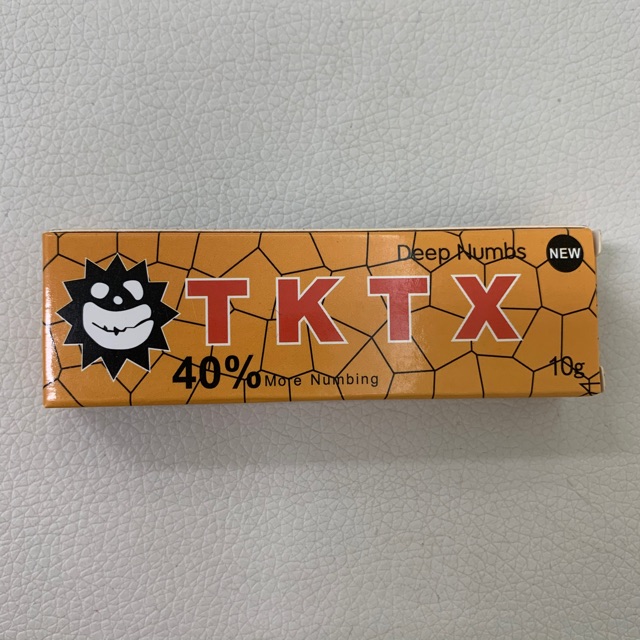 Deep Numbs NEW
TKTX
40% More Numbing
10g